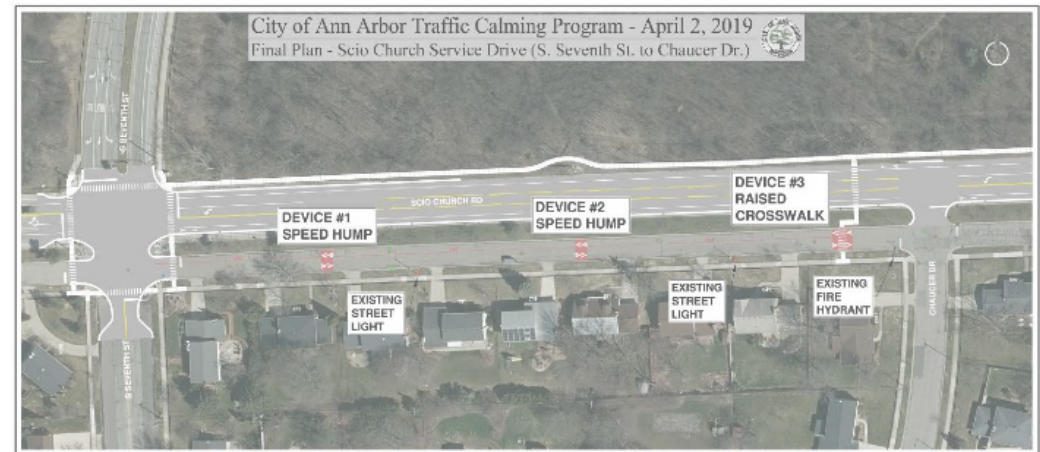 City of Ann Arbor Traffic Calming Program - April 2, 2019
Final Plan - Scio Church Service Drive (S. Seventh St. to Chaucer Dr.)
S SEVENTH ST
SCIO CHURCH RD
DEVICE #1
SPEED HUMP
DEVICE #2
SPEED HUMP
DEVICE #3
RAISED
CROSSWALK
EXISTING
STREET
LIGHT
EXISTING
STREET
LIGHT
EXISTING
FIRE
HYDRANT
CHAUCER DR
S SEVENTH ST